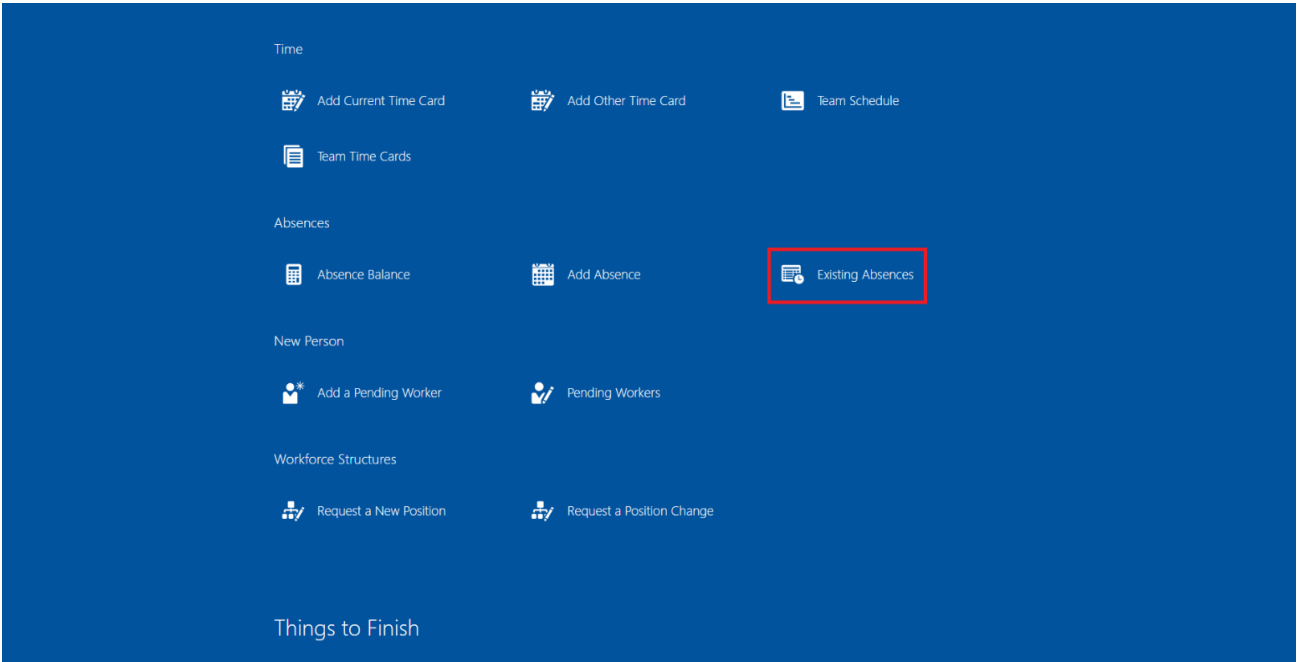 Time
Add Current Time Card
Add Other Time Card
Team Schedule
Team Time Cards
Absences
Absence Balance
Add Absence
Existing Absences
New Person
Add a Pending Worker
Pending Workers
Workforce Structures
Request a New Position
Request a Position Change
Things to Finish